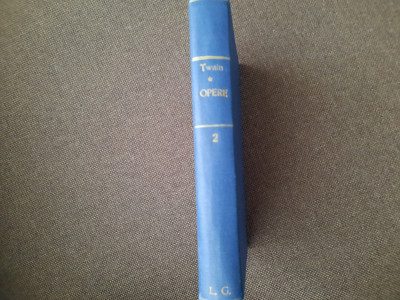 Twain
OPERE
2
L. G.